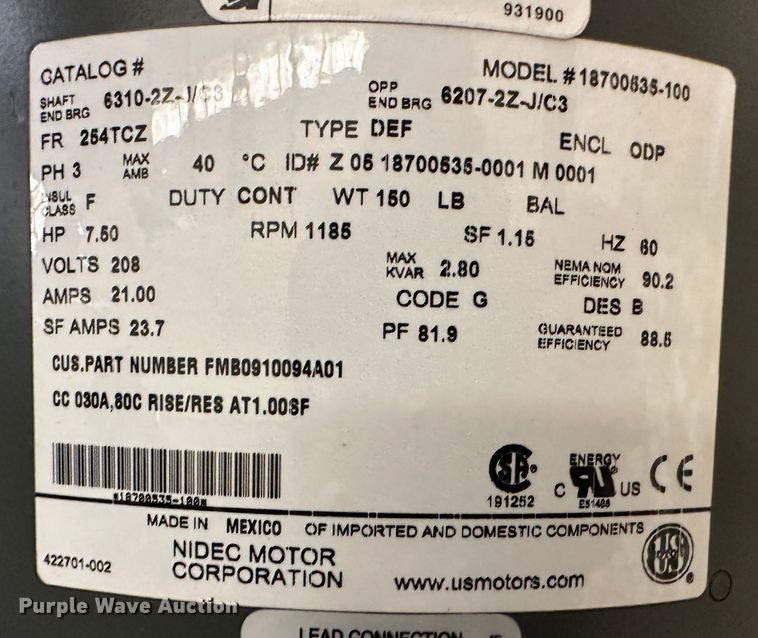 931900
CATALOG # MODEL # 18700535-100
SHAFT END BRG 6310-2Z-J/C3 OPP END BRG 6207-2Z-J/C3
FR 254TCZ TYPE DEF ENCL ODP
PH 3 MAX AMB 40 °C ID# Z 05 18700535-0001 M 0001
INSUL CLASS F DUTY CONT WT 150 LB BAL
HP 7.50 RPM 1185 SF 1.15 HZ 60
VOLTS 208 MAX KVAR 2.80 NEMA NOM EFFICIENCY 90.2
AMPS 21.00 CODE G DES B
SF AMPS 23.7 PF 81.9 GUARANTEED EFFICIENCY 88.5
CUS.PART NUMBER FMB0910094A01
CC 030A,80C RISE/RES AT1.00SF
*18700535-100*
191252
ENERGY
C US
E51486
CE
MADE IN MEXICO OF IMPORTED AND DOMESTIC COMPONENTS
422701-002
NIDEC MOTOR
CORPORATION
www.usmotors.com
US
Purple Wave Auction
LEAD CONNECTION